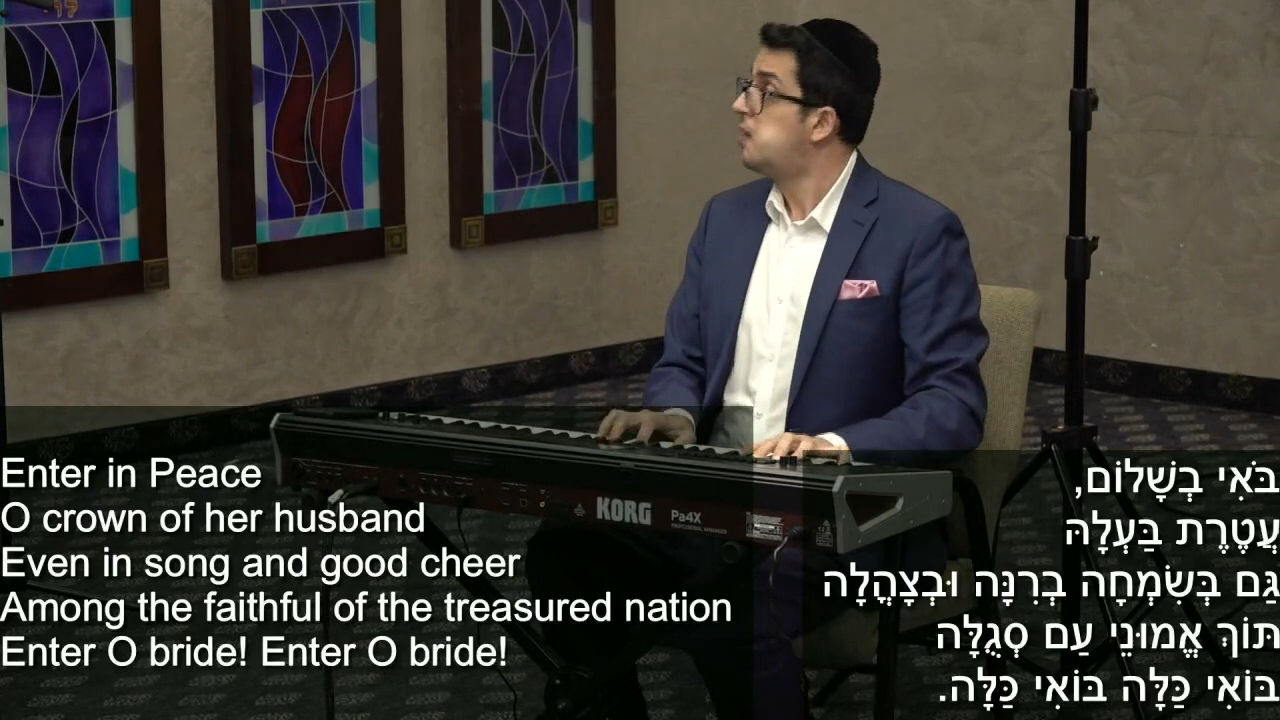 Enter in Peace
O crown of her husband
Even in song and good cheer
Among the faithful of the treasured nation
Enter O bride! Enter O bride!
בֹּאִי בְשָׁלוֹם,
עֲטֶרֶת בַּעְלָהּ
גַּם בְּשִׂמְחָה בְּרִנָּה וּבְצָהֳלָה
תּוֹךְ אֱמוּנֵי עַם סְגֻלָּה
בּוֹאִי כַּלָּה בּוֹאִי כַּלָּה.
KORG
Pa4X